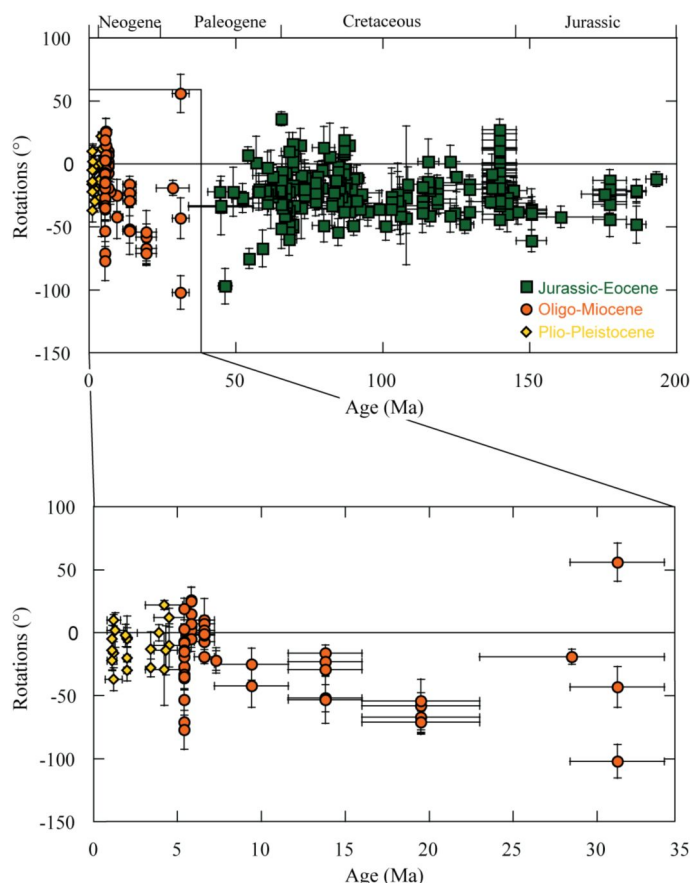 Neogene Paleogene Cretaceous Jurassic
100
50
0
-50
-100
-150
Rotations (°)
Jurassic-Eocene
Oligo-Miocene
Plio-Pleistocene
0 50 100 150 200
Age (Ma)
100
50
0
-50
-100
-150
Rotations (°)
0 5 10 15 20 25 30 35
Age (Ma)